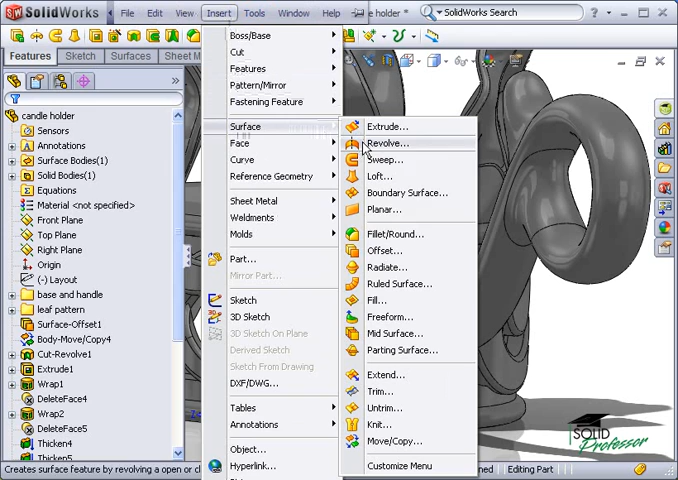 SolidWorks File Edit View Insert Tools Window Help le holder * SolidWorks Search ?
Features Sketch Surfaces Sheet M
candle holder
Sensors
Annotations
Surface Bodies(1)
Solid Bodies(1)
Equations
Material <not specified>
Front Plane
Top Plane
Right Plane
Origin
(-) Layout
base and handle
leaf pattern
Surface-Offset1
Body-Move/Copy4
Cut-Revolve1
Extrude1
Wrap1
DeleteFace4
Wrap2
DeleteFace5
Thicken4
Thicken5
Boss/Base
Cut
Features
Pattern/Mirror
Fastening Feature
Surface
Face
Curve
Reference Geometry
Sheet Metal
Weldments
Molds
Part...
Mirror Part...
Sketch
3D Sketch
3D Sketch On Plane
Derived Sketch
Sketch From Drawing
DXF/DWG...
Tables
Annotations
Object...
Hyperlink...
Extrude...
Revolve...
Sweep...
Loft...
Boundary Surface...
Planar...
Fillet/Round...
Offset...
Radiate...
Ruled Surface...
Fill...
Freeform...
Mid Surface...
Parting Surface...
Extend...
Trim...
Untrim...
Knit...
Move/Copy...
Customize Menu
SOLID
Professor
Creates surface feature by revolving a open or cl
ned Editing Part